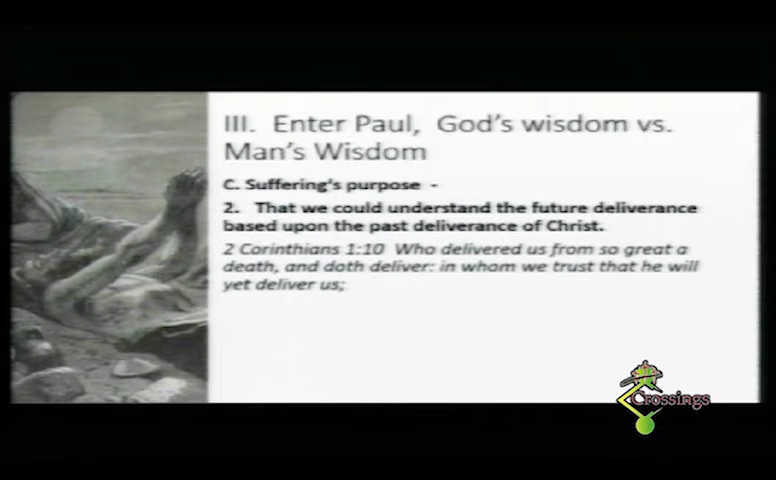 III. Enter Paul, God's wisdom vs.
Man's Wisdom
C. Suffering's purpose -
2. That we could understand the future deliverance
based upon the past deliverance of Christ.
2 Corinthians 1:10 Who delivered us from so great a
death, and doth deliver: in whom we trust that he will
yet deliver us;
Crossings